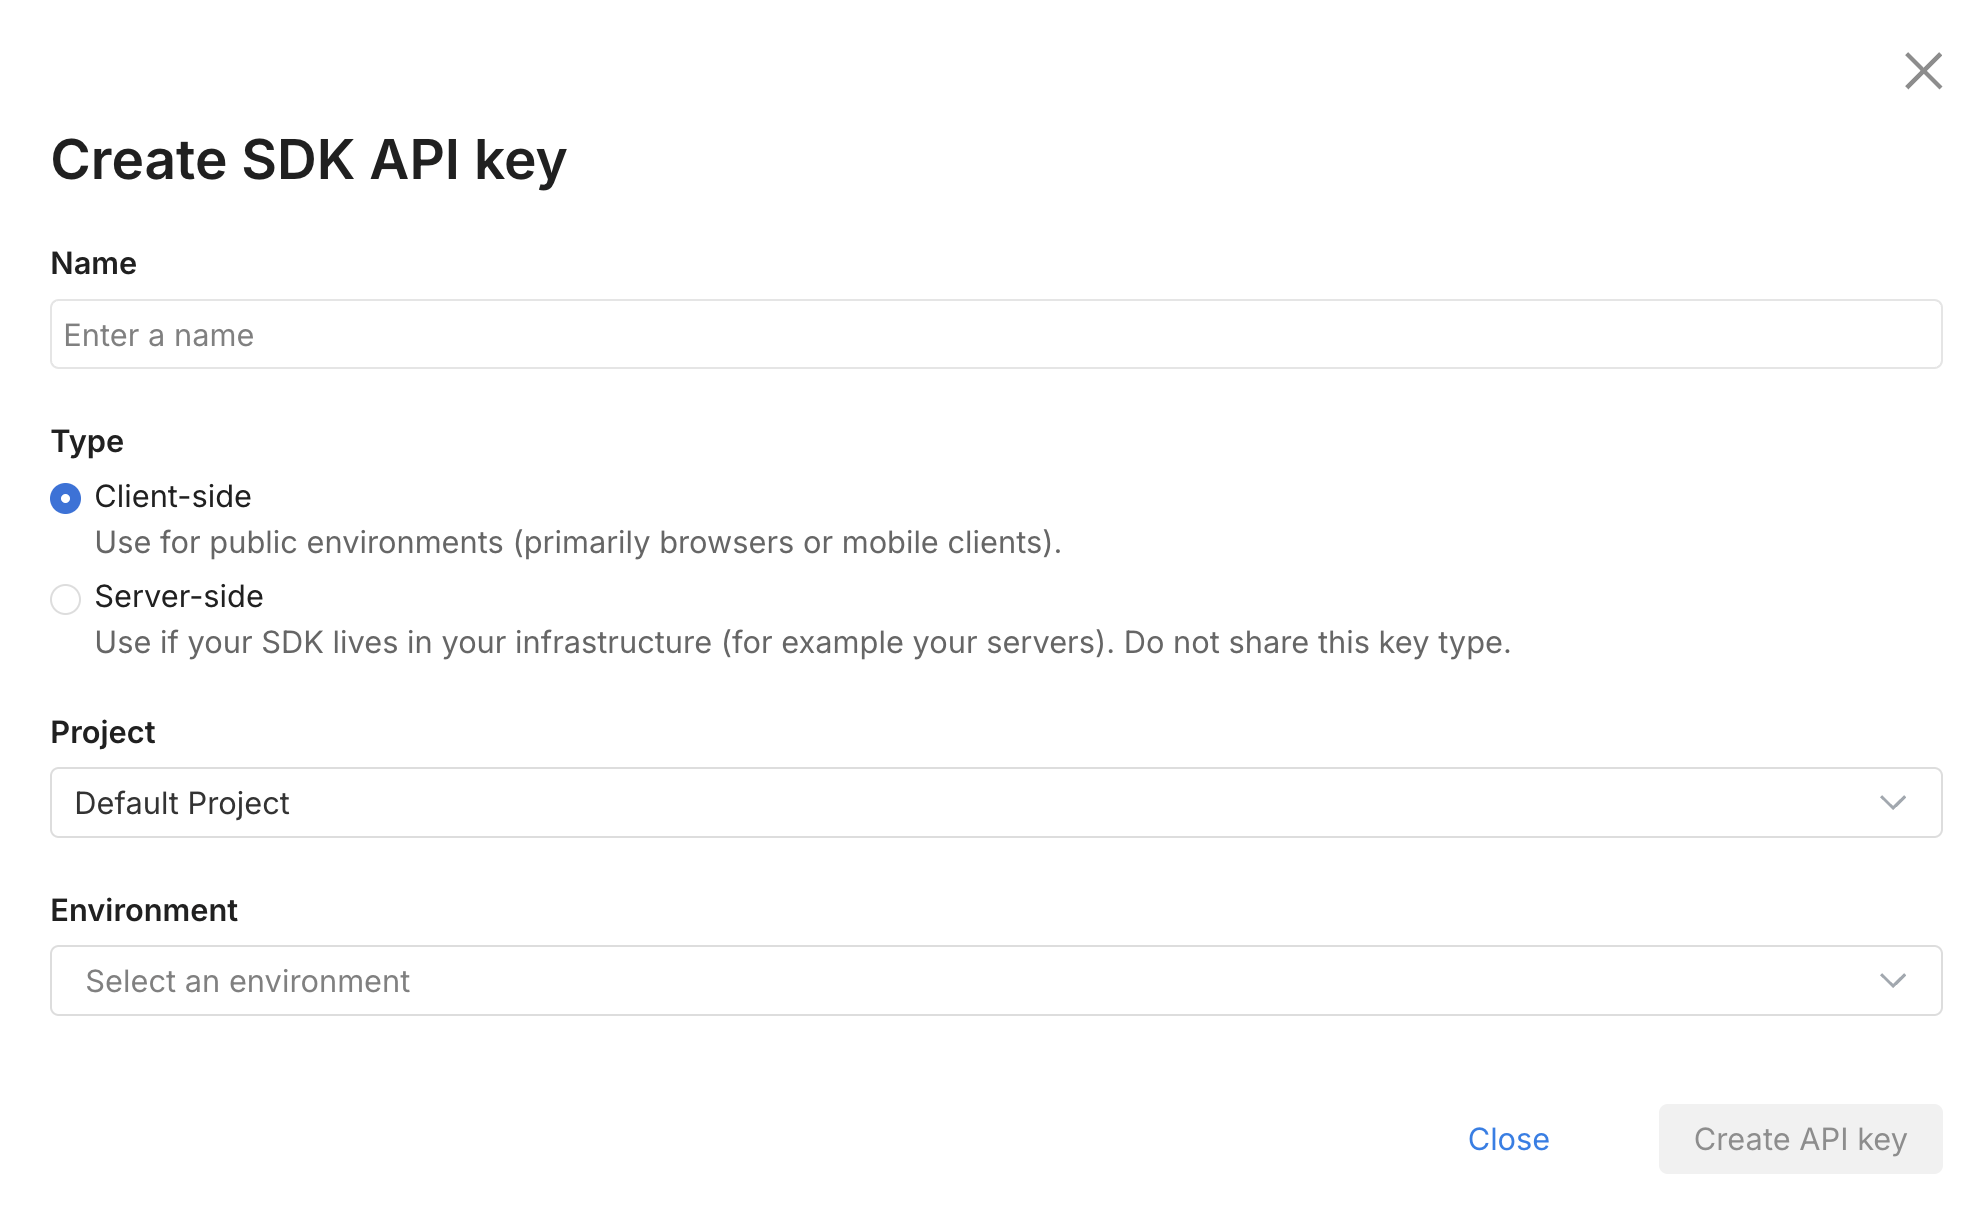 Create SDK API key
Name
Enter a name
Type
Client-side
Use for public environments (primarily browsers or mobile clients).
Server-side
Use if your SDK lives in your infrastructure (for example your servers). Do not share this key type.
Project
Default Project
Environment
Select an environment
Close
Create API key